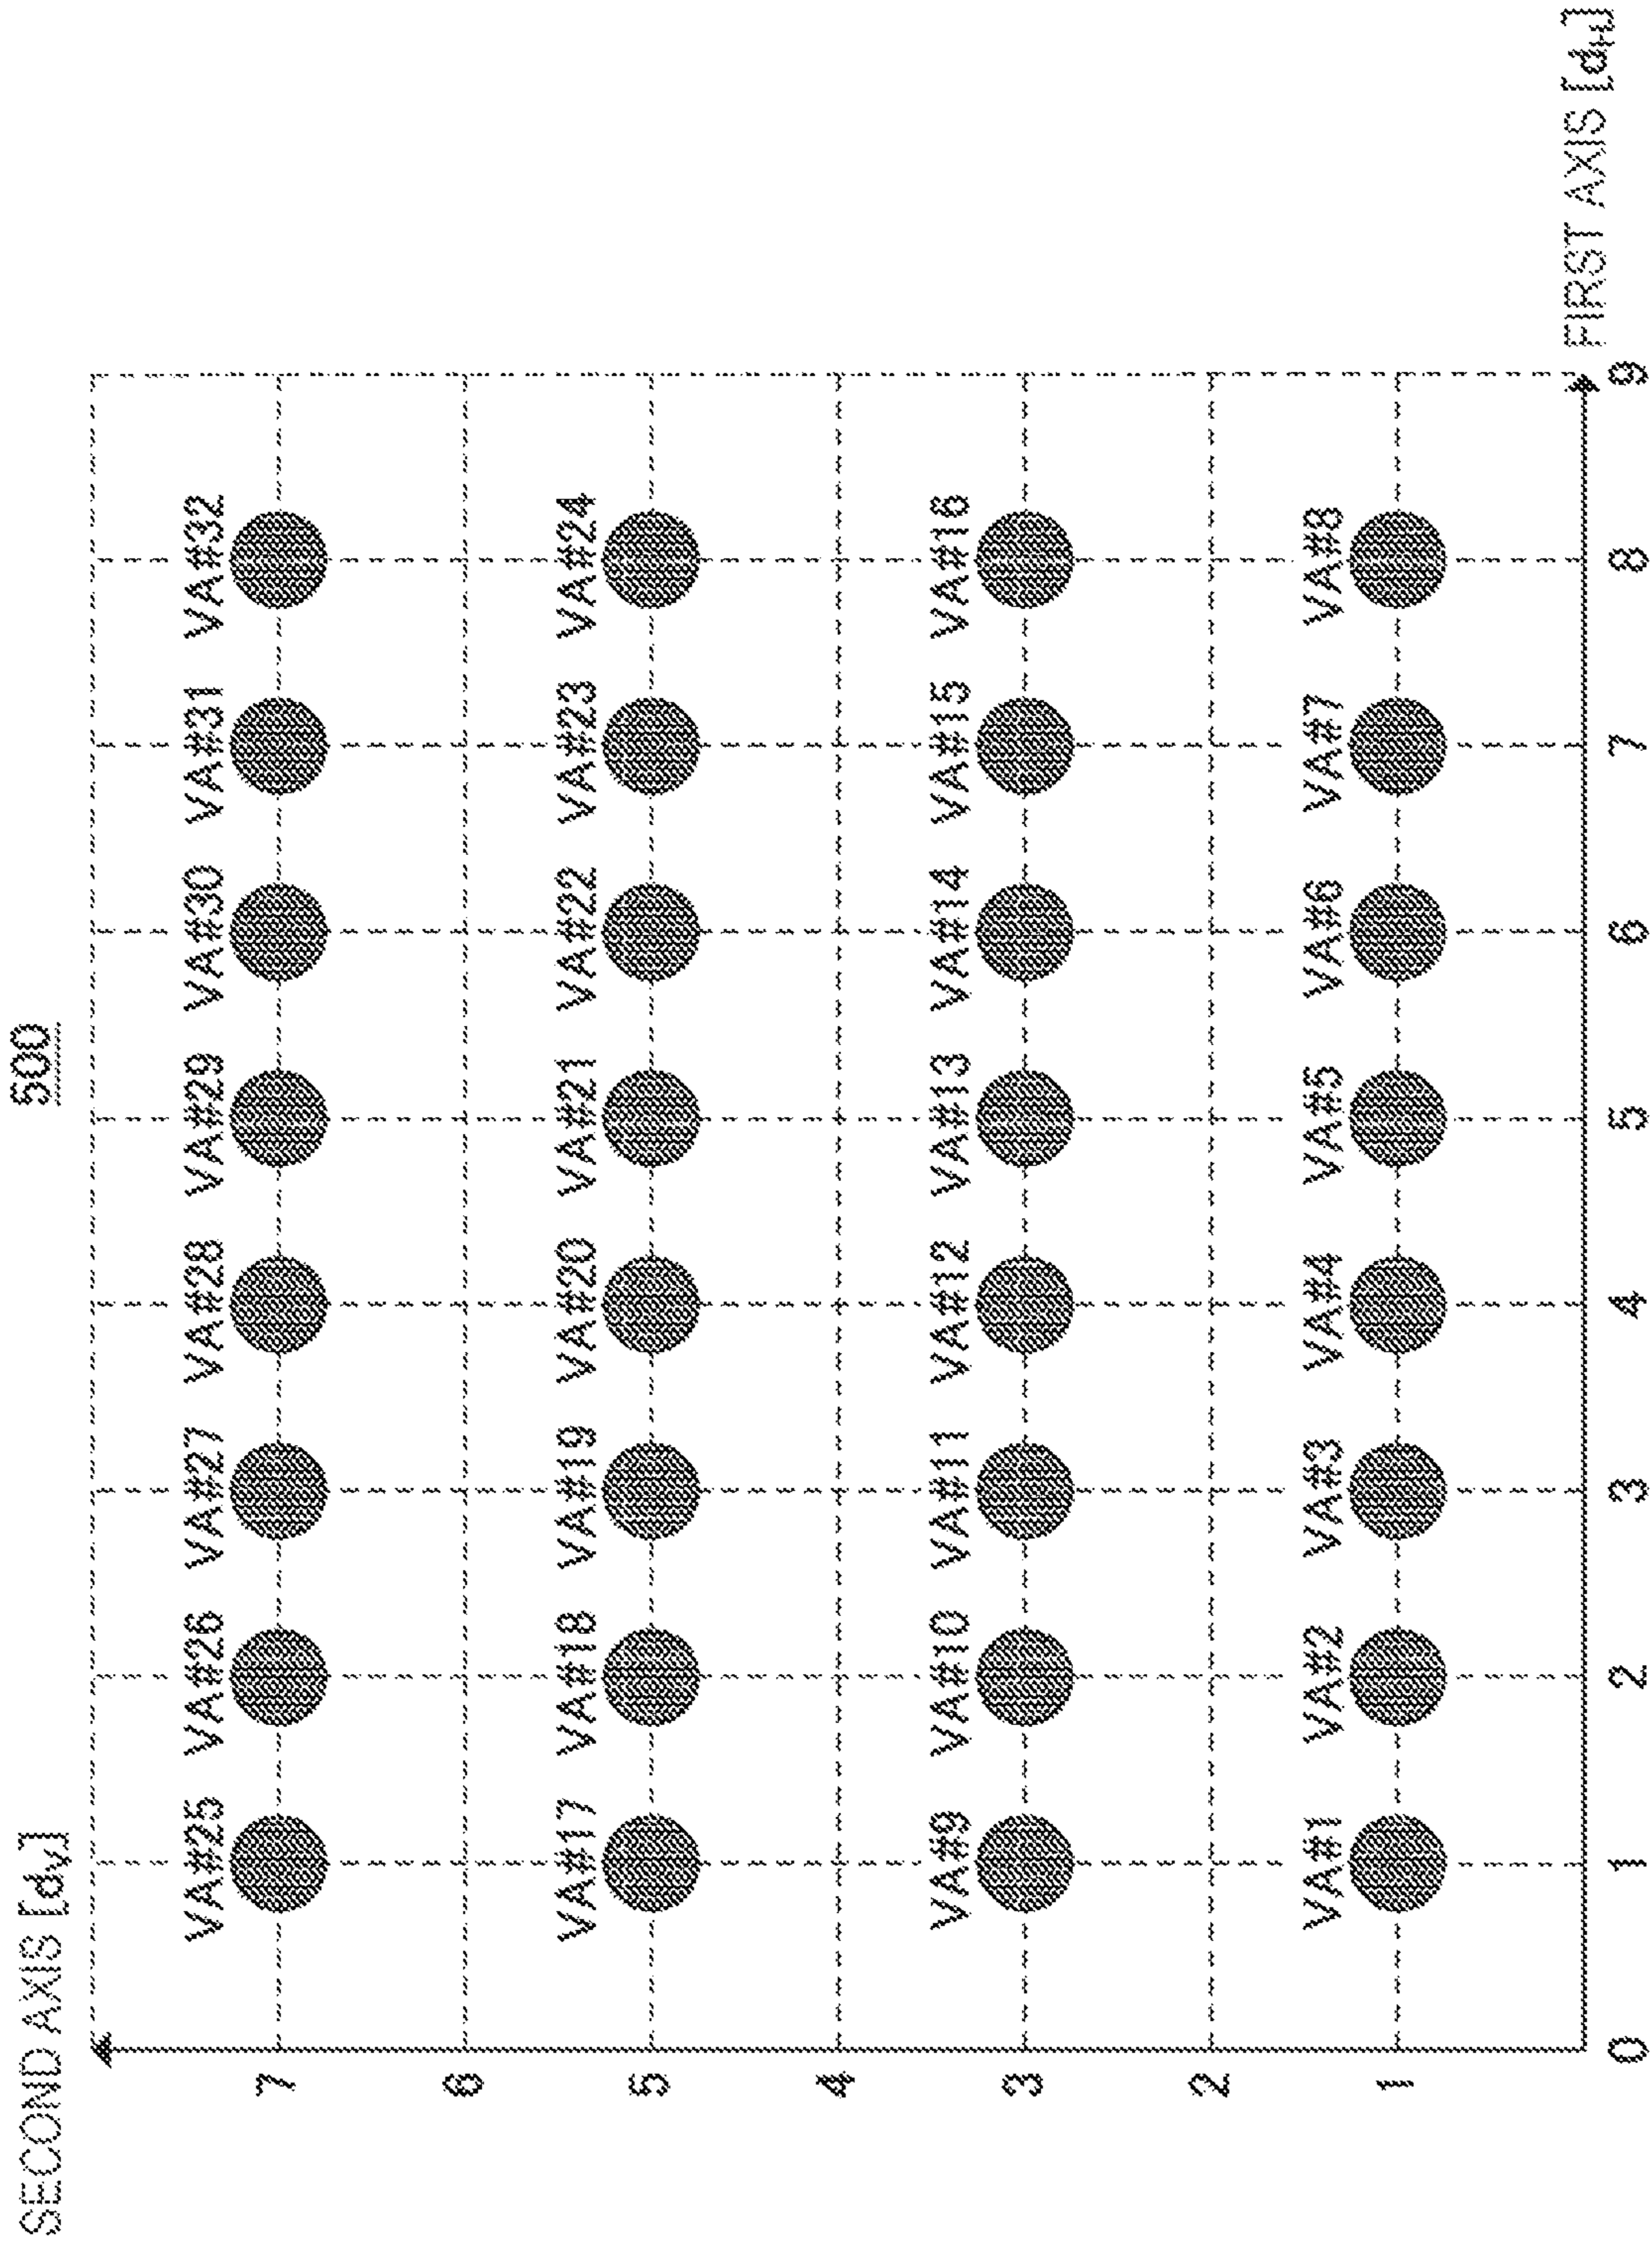 500
SECOND AXIS [dV]
VA#25 VA#26 VA#27 VA#28 VA#29 VA#30 VA#31 VA#32
7
6
VA#17 VA#18 VA#19 VA#20 VA#21 VA#22 VA#23 VA#24
5
4
VA#9 VA#10 VA#11 VA#12 VA#13 VA#14 VA#15 VA#16
3
2
VA#1 VA#2 VA#3 VA#4 VA#5 VA#6 VA#7 VA#8
1
0 1 2 3 4 5 6 7 8 9
FIRST AXIS [dH]